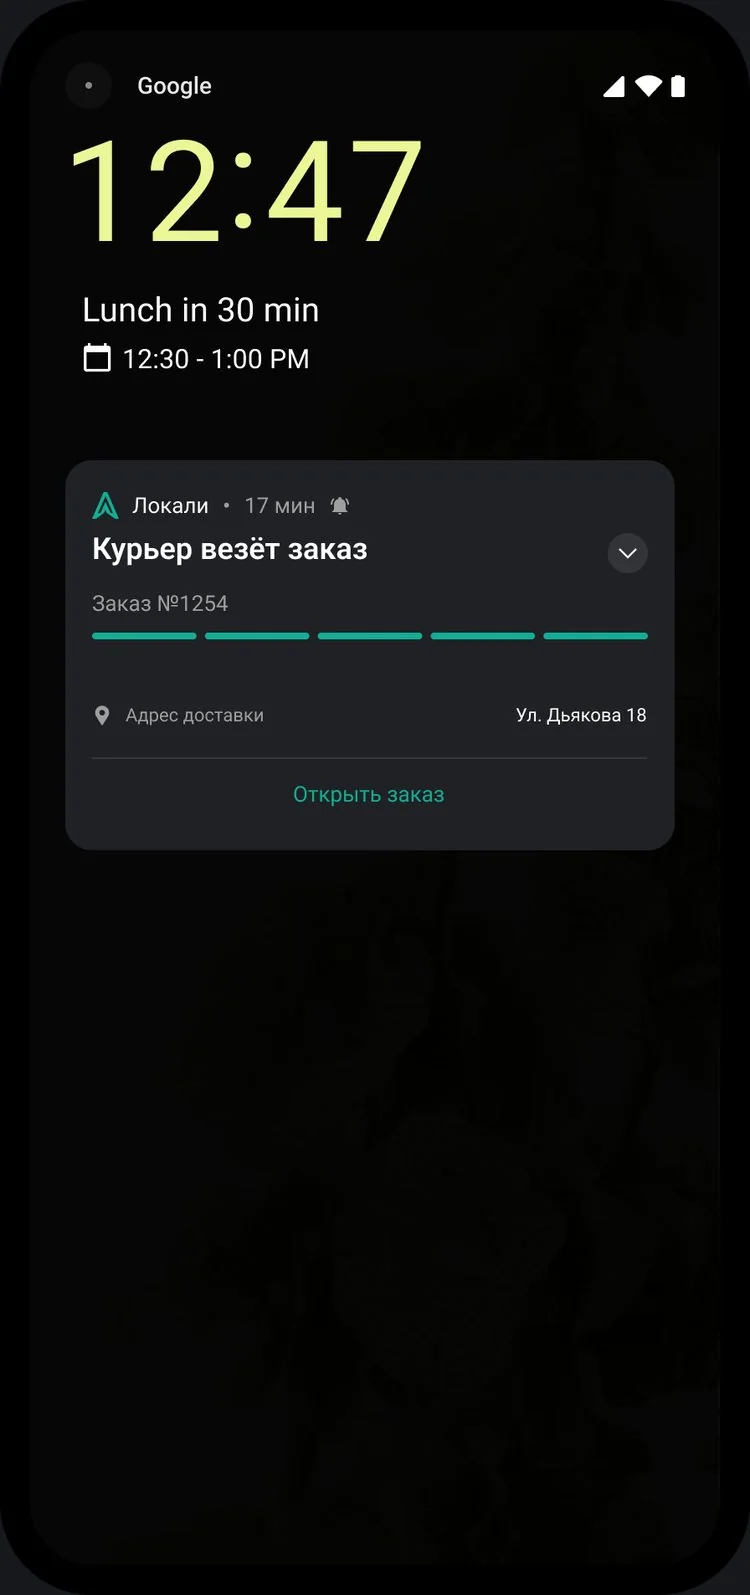 Google
12:47
Lunch in 30 min
12:30 - 1:00 PM
Локали • 17 мин
Курьер везёт заказ
Заказ №1254
Адрес доставки Ул. Дьякова 18
Открыть заказ